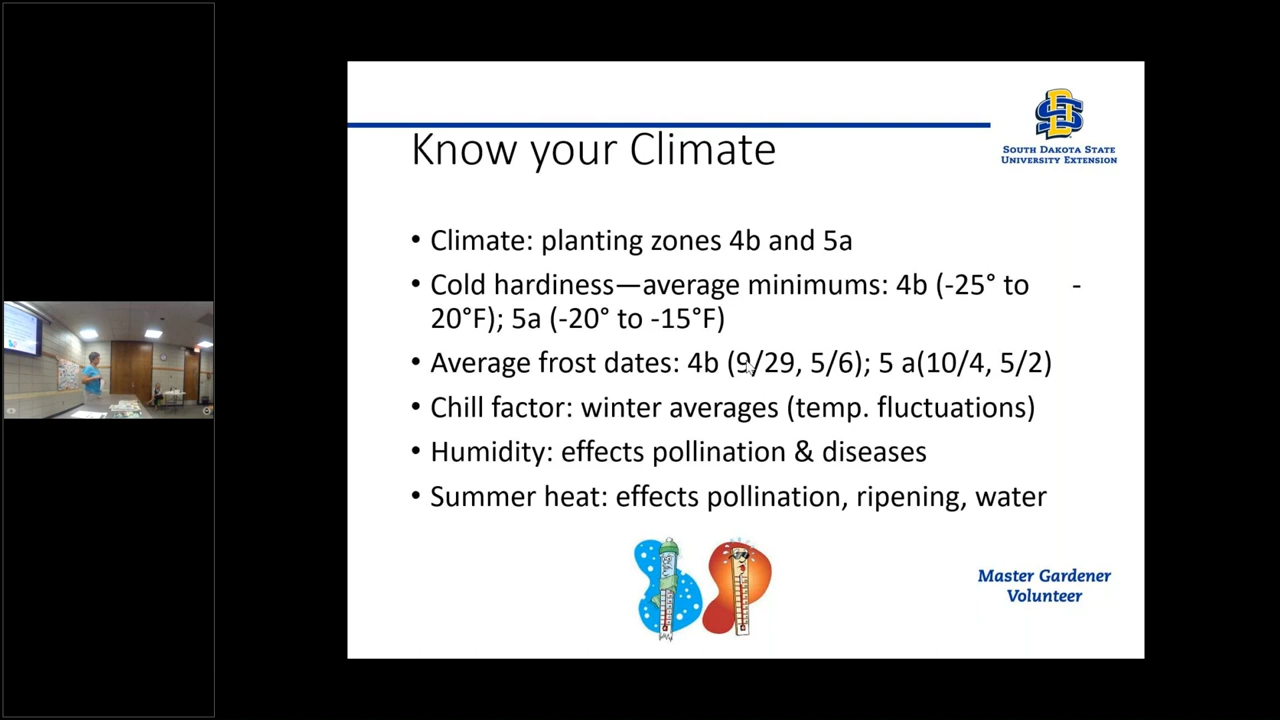 SOUTH DAKOTA STATE
UNIVERSITY EXTENSION
Know your Climate
• Climate: planting zones 4b and 5a
• Cold hardiness—average minimums: 4b (-25° to -
20°F); 5a (-20° to -15°F)
• Average frost dates: 4b (9/29, 5/6); 5 a(10/4, 5/2)
• Chill factor: winter averages (temp. fluctuations)
• Humidity: effects pollination & diseases
• Summer heat: effects pollination, ripening, water
Master Gardener
Volunteer